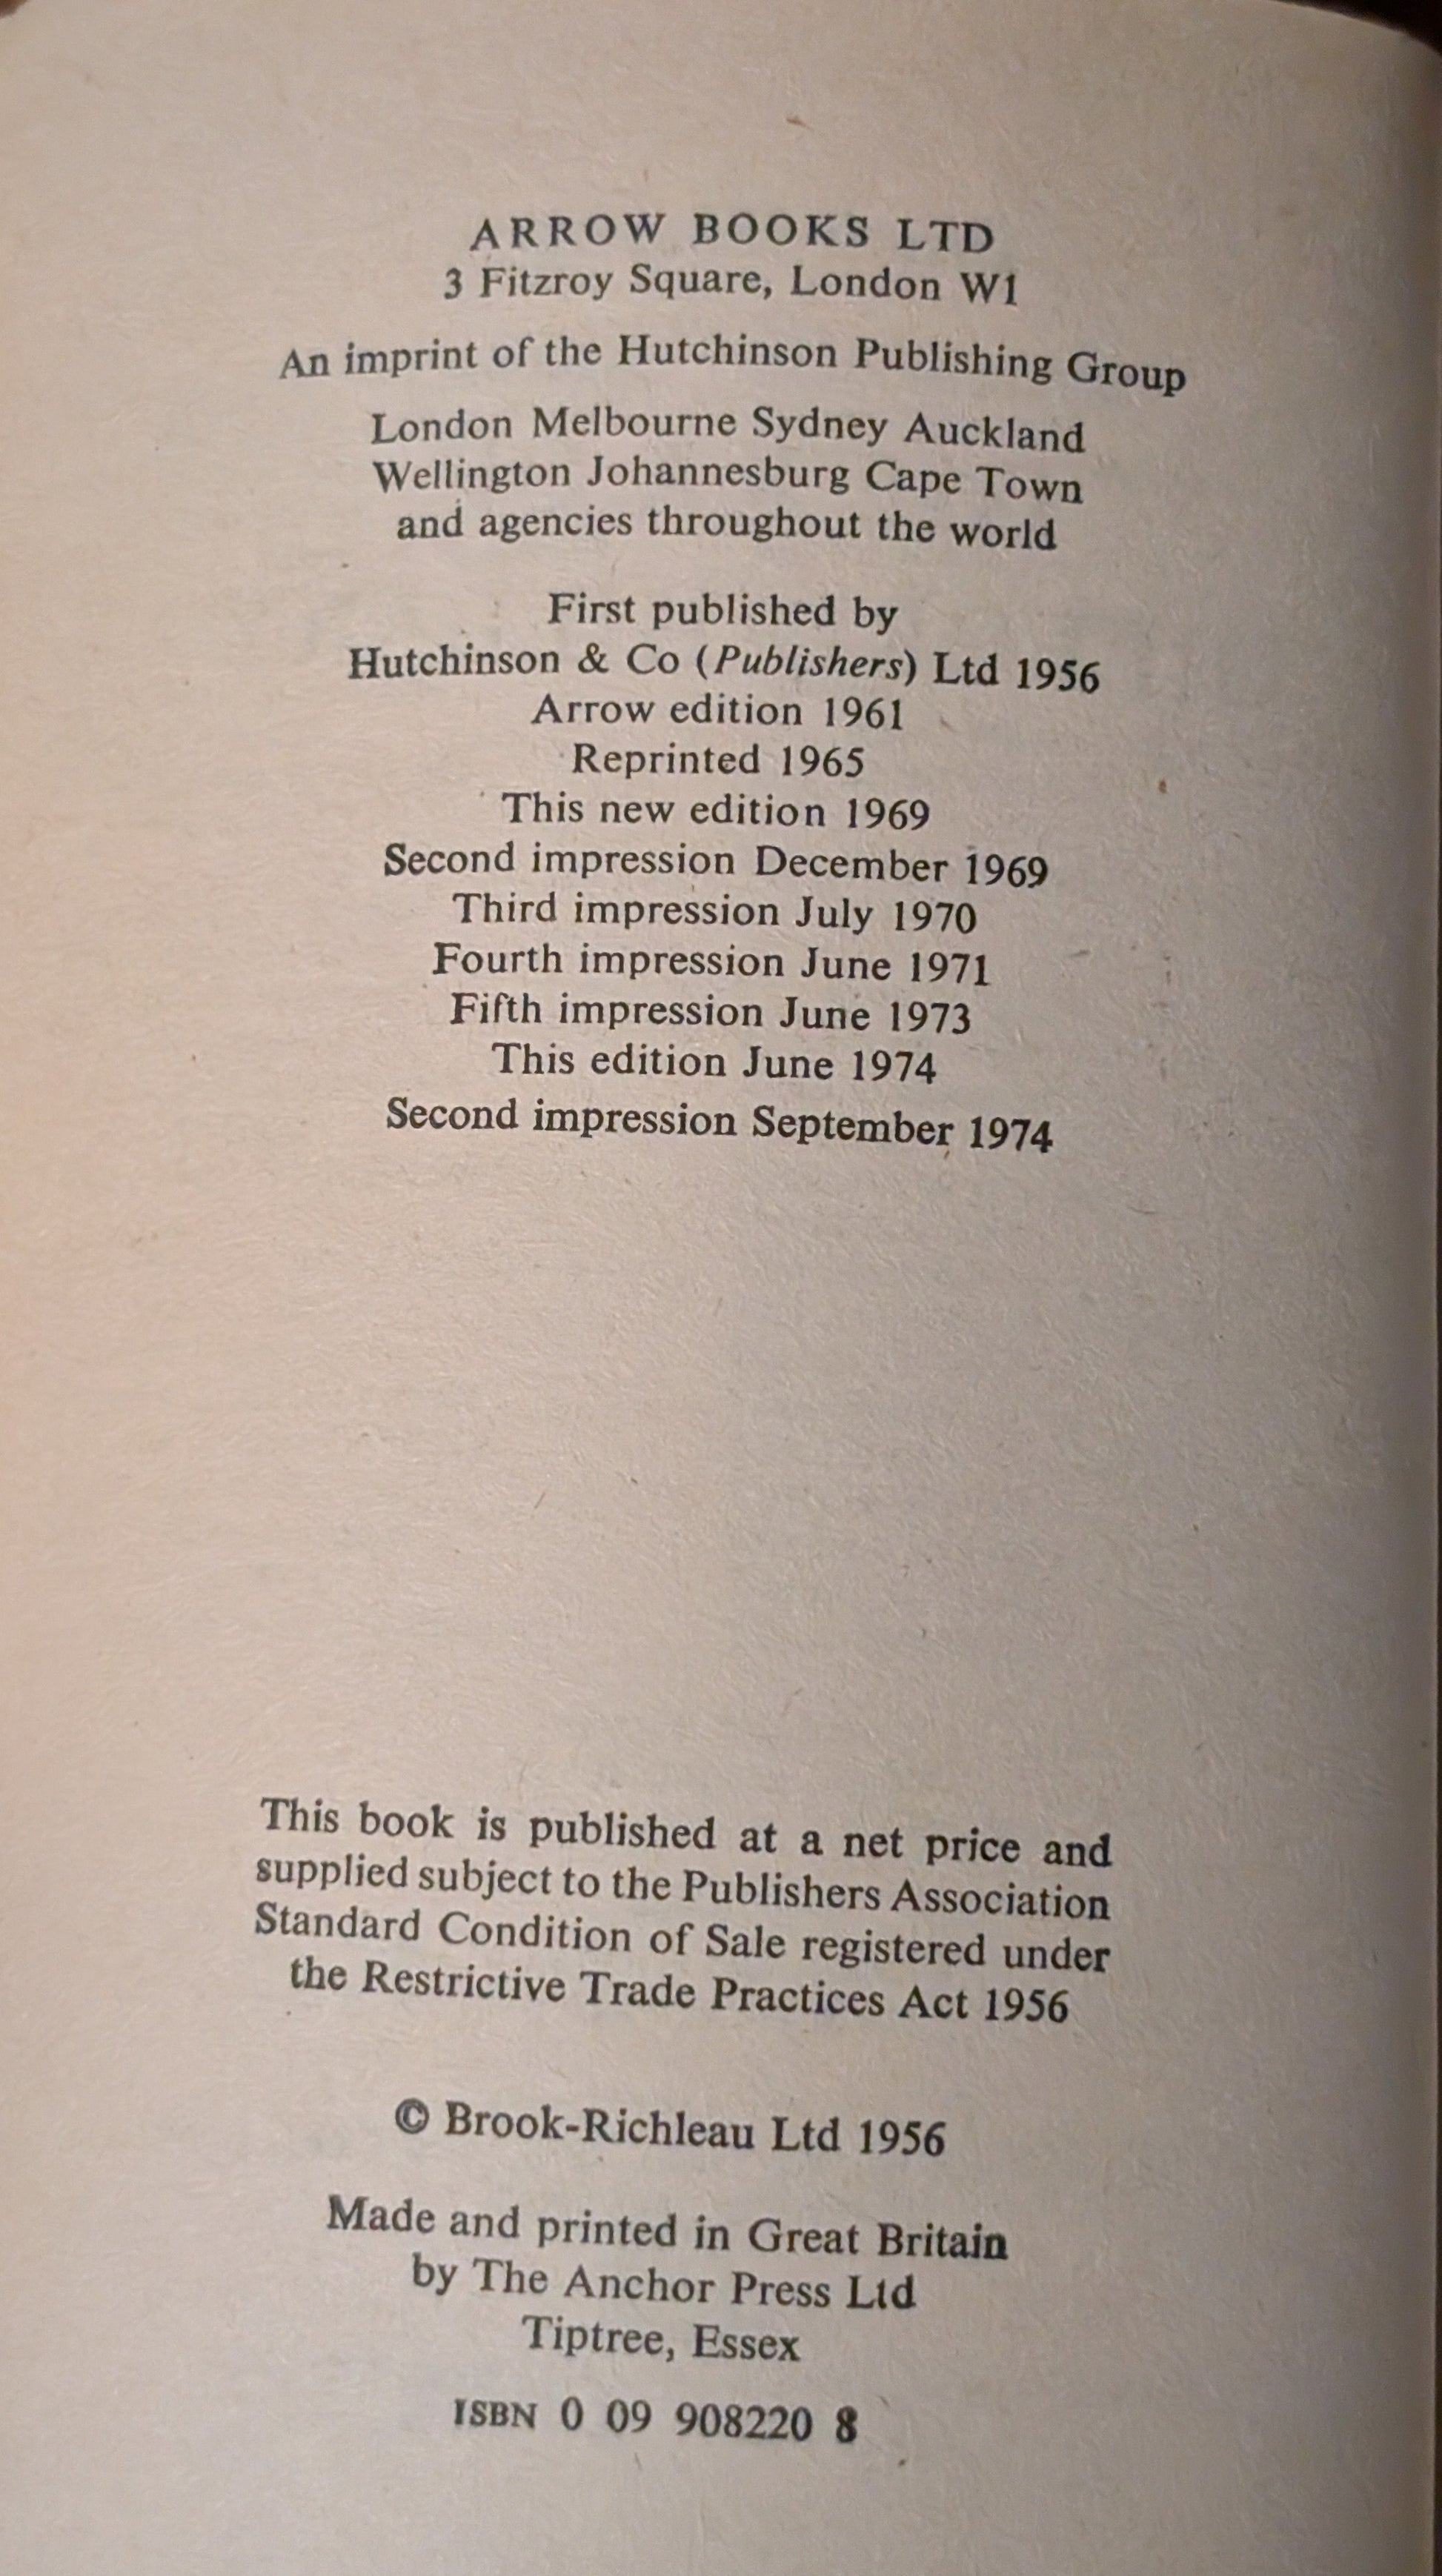 ARROW BOOKS LTD
3 Fitzroy Square, London W1
An imprint of the Hutchinson Publishing Group
London Melbourne Sydney Auckland
Wellington Johannesburg Cape Town
and agencies throughout the world
First published by
Hutchinson & Co (Publishers) Ltd 1956
Arrow edition 1961
Reprinted 1965
This new edition 1969
Second impression December 1969
Third impression July 1970
Fourth impression June 1971
Fifth impression June 1973
This edition June 1974
Second impression September 1974
This book is published at a net price and
supplied subject to the Publishers Association
Standard Condition of Sale registered under
the Restrictive Trade Practices Act 1956
© Brook-Richleau Ltd 1956
Made and printed in Great Britain
by The Anchor Press Ltd
Tiptree, Essex
ISBN 0 09 908220 8